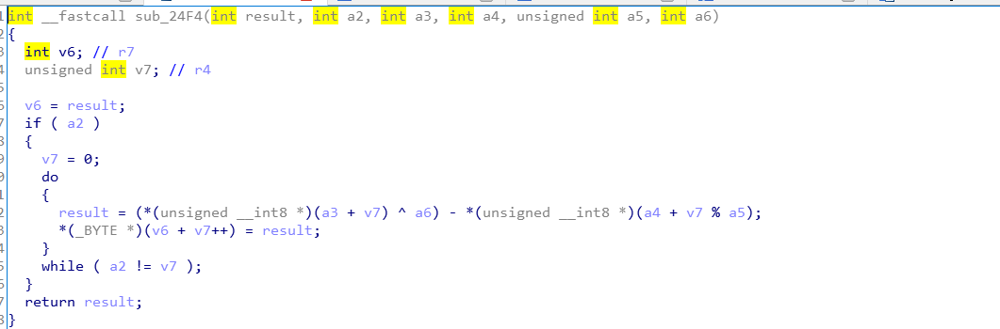 int __fastcall sub_24F4(int result, int a2, int a3, int a4, unsigned int a5, int a6)
{
int v6; // r7
unsigned int v7; // r4
v6 = result;
if ( a2 )
{
v7 = 0;
do
{
result = (*(unsigned __int8 *)(a3 + v7) ^ a6) - *(unsigned __int8 *)(a4 + v7 % a5);
*(_BYTE *)(v6 + v7++) = result;
}
while ( a2 != v7 );
}
return result;
}